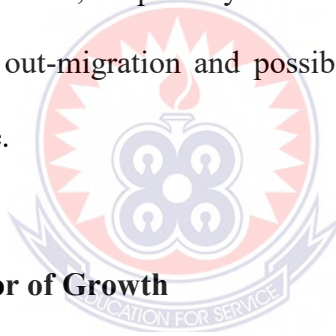 out-migration and possib
or of Growth
EDUCATION FOR SERVICE